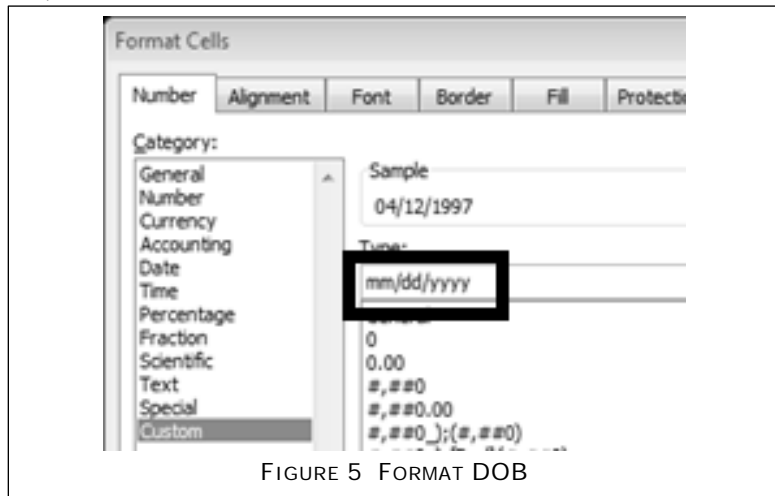 Format Cells
Number Alignment Font Border Fill
Category:
General
Number
Currency
Accounting
Date
Time
Percentage
Fraction
Scientific
Text
Special
Custom
Sample
04/12/1997
Type:
mm/dd/yyyy
General
0
0.00
#,##0
#,##0.00
#,##0_);(#,##0)
FIGURE 5 FORMAT DOB